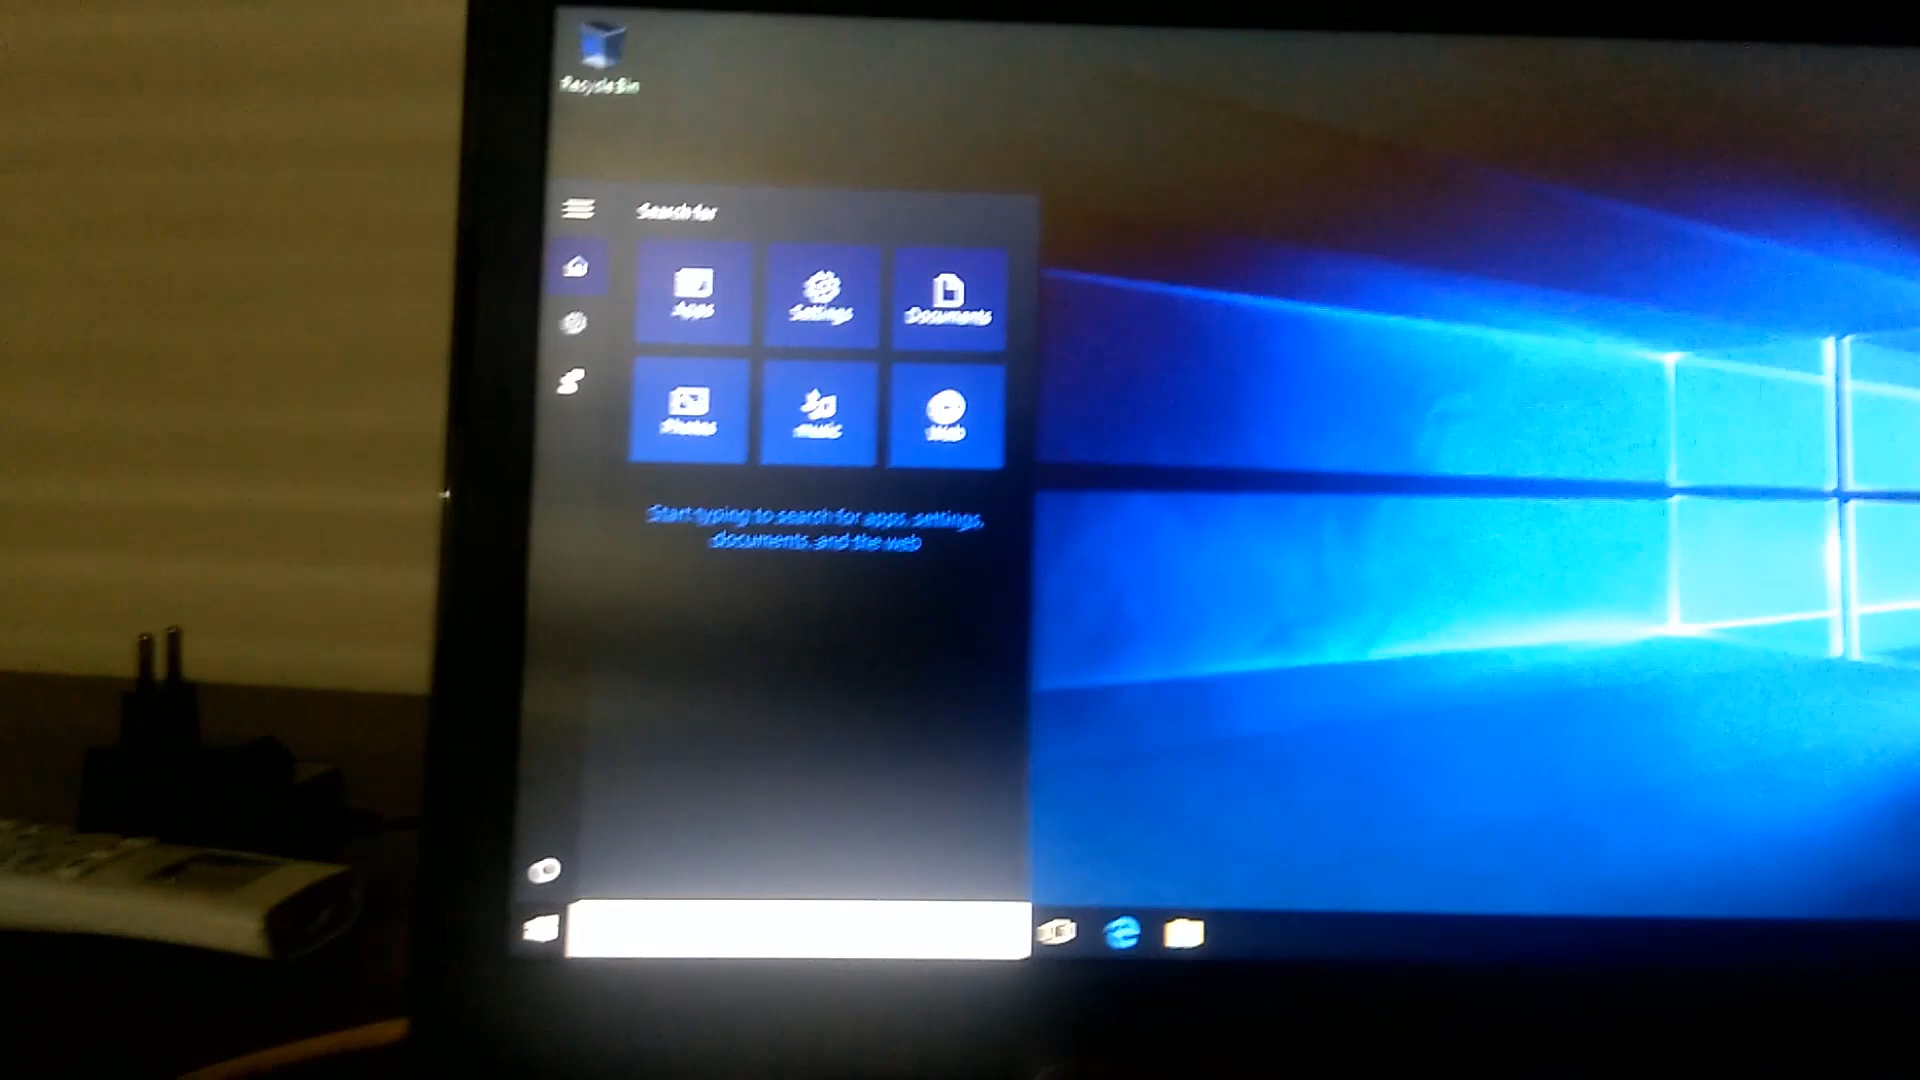 Recycle Bin
Search for
Apps
Settings
Documents
Photos
Music
Web
Start typing to search for apps, settings,
documents, and the web